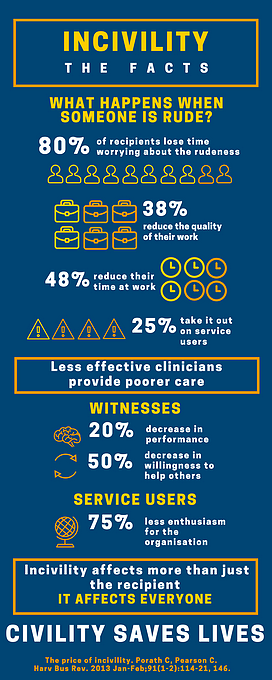 INCIVILITY
THE FACTS
WHAT HAPPENS WHEN
SOMEONE IS RUDE?
80% of recipients lose time
worrying about the rudeness
38%
reduce the quality
of their work
48% reduce their
time at work
25% take it out
on service
users
Less effective clinicians
provide poorer care
WITNESSES
20% decrease in
performance
50% decrease in
willingness to
help others
SERVICE USERS
75% less enthusiasm
for the
organisation
Incivility affects more than just
the recipient
IT AFFECTS EVERYONE
CIVILITY SAVES LIVES
The price of incivility. Porath C, Pearson C.
Harv Bus Rev. 2013 Jan-Feb;91(1-2):114-21, 146.